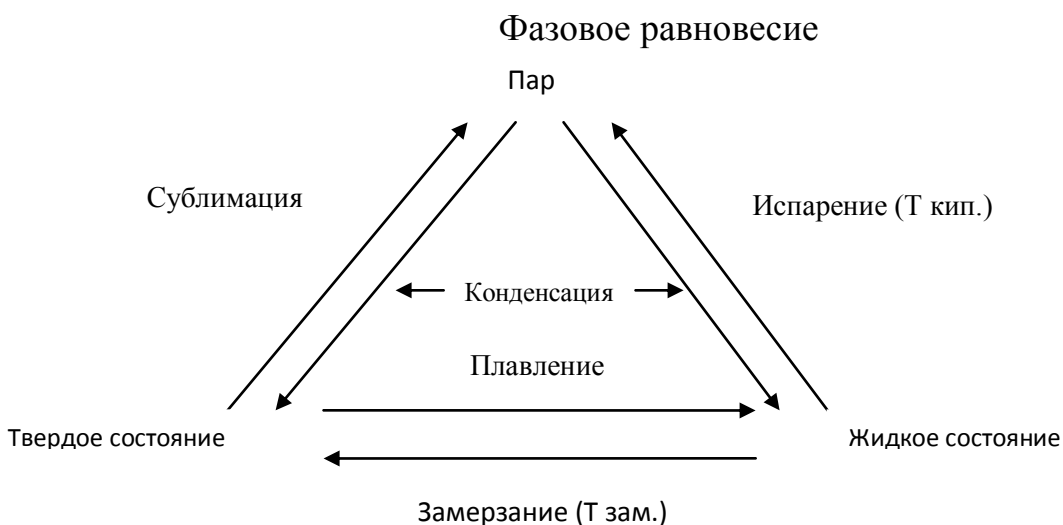 Фазовое равновесие
Пар
Сублимация
Испарение (Т кип.)
Конденсация
Плавление
Твердое состояние
Жидкое состояние
Замерзание (Т зам.)